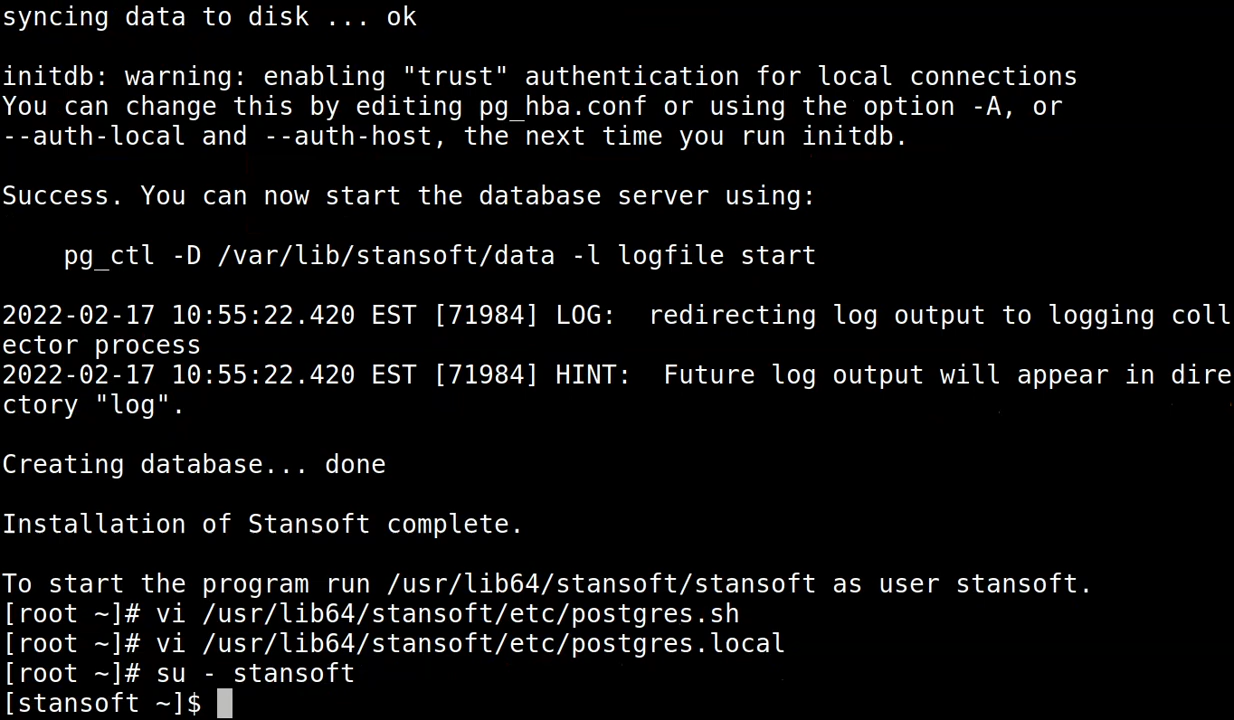 syncing data to disk ... ok
initdb: warning: enabling "trust" authentication for local connections
You can change this by editing pg_hba.conf or using the option -A, or
--auth-local and --auth-host, the next time you run initdb.
Success. You can now start the database server using:
pg_ctl -D /var/lib/stansoft/data -l logfile start
2022-02-17 10:55:22.420 EST [71984] LOG:  redirecting log output to logging coll
ector process
2022-02-17 10:55:22.420 EST [71984] HINT:  Future log output will appear in dire
ctory "log".
Creating database... done
Installation of Stansoft complete.
To start the program run /usr/lib64/stansoft/stansoft as user stansoft.
[root ~]# vi /usr/lib64/stansoft/etc/postgres.sh
[root ~]# vi /usr/lib64/stansoft/etc/postgres.local
[root ~]# su - stansoft
[stansoft ~]$